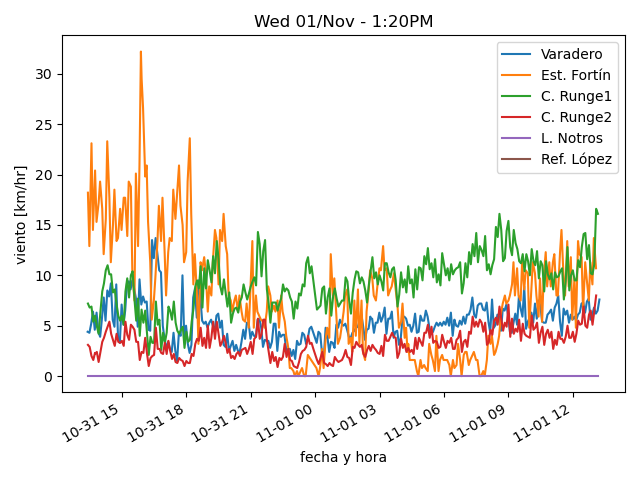 Wed 01/Nov - 1:20PM
Varadero
Est. Fortín
C. Runge1
C. Runge2
L. Notros
Ref. López
viento [km/hr]
30
25
20
15
10
5
0
10-31 15
10-31 18
10-31 21
11-01 00
11-01 03
11-01 06
11-01 09
11-01 12
fecha y hora